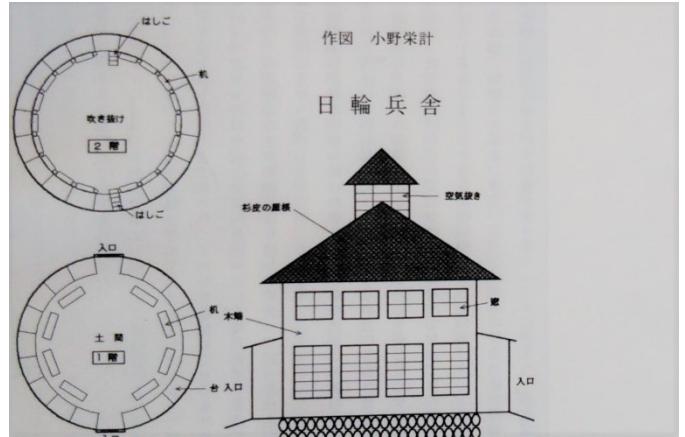 作図 小野栄計
日輪兵舎
はしご
机
吹き抜け
2 階
はしご
入口
机
土 間
1 階
台
入口
空気抜き
杉皮の屋根
窓
入口
入口